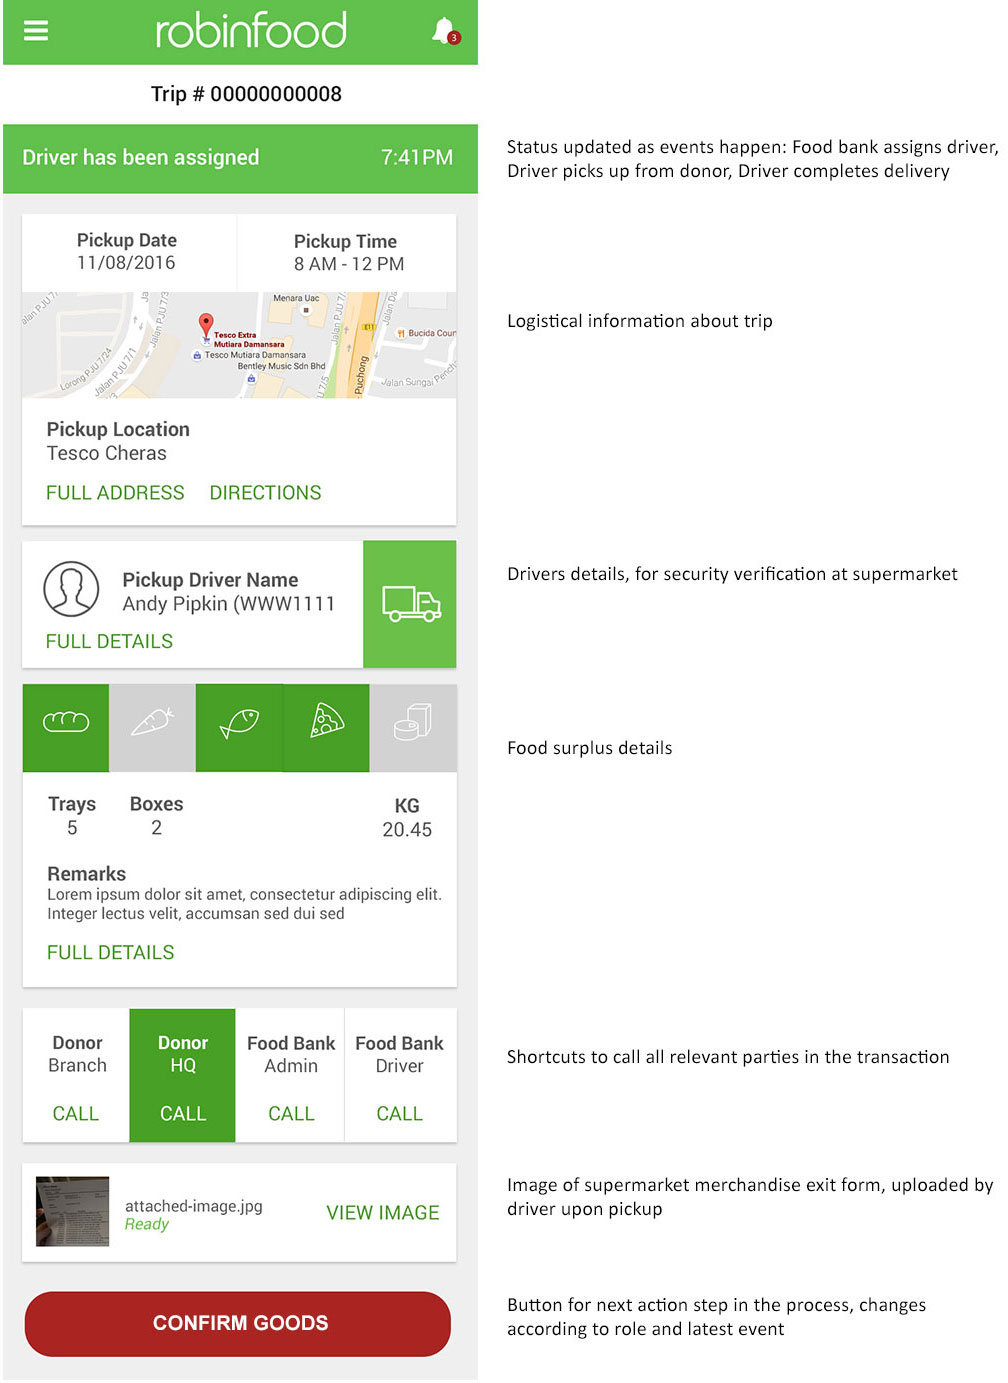 robinfood
3
Trip # 00000000008
Driver has been assigned 7:41PM
Status updated as events happen: Food bank assigns driver,
Driver picks up from donor, Driver completes delivery
Pickup Date
11/08/2016
Pickup Time
8 AM - 12 PM
Logistical information about trip
Menara Uac
Jalan PJU 7/3
Tesco Extra
Mutiara Damansara
Tesco Mutiara Damansara
Bentley Music Sdn Bhd
E11
Bucida Cour
Lorong PJU 7/24
Jalan PJU 7/1
Puchong
Jalan Sungai Pench
Pickup Location
Tesco Cheras
FULL ADDRESS DIRECTIONS
Pickup Driver Name
Andy Pipkin (WWW1111
FULL DETAILS
Drivers details, for security verification at supermarket
Food surplus details
Trays
5
Boxes
2
KG
20.45
Remarks
Lorem ipsum dolor sit amet, consectetur adipiscing elit.
Integer lectus velit, accumsan sed dui sed
FULL DETAILS
Donor
Branch
CALL
Donor
HQ
CALL
Food Bank
Admin
CALL
Food Bank
Driver
CALL
Shortcuts to call all relevant parties in the transaction
attached-image.jpg
Ready
VIEW IMAGE
Image of supermarket merchandise exit form, uploaded by
driver upon pickup
CONFIRM GOODS
Button for next action step in the process, changes
according to role and latest event